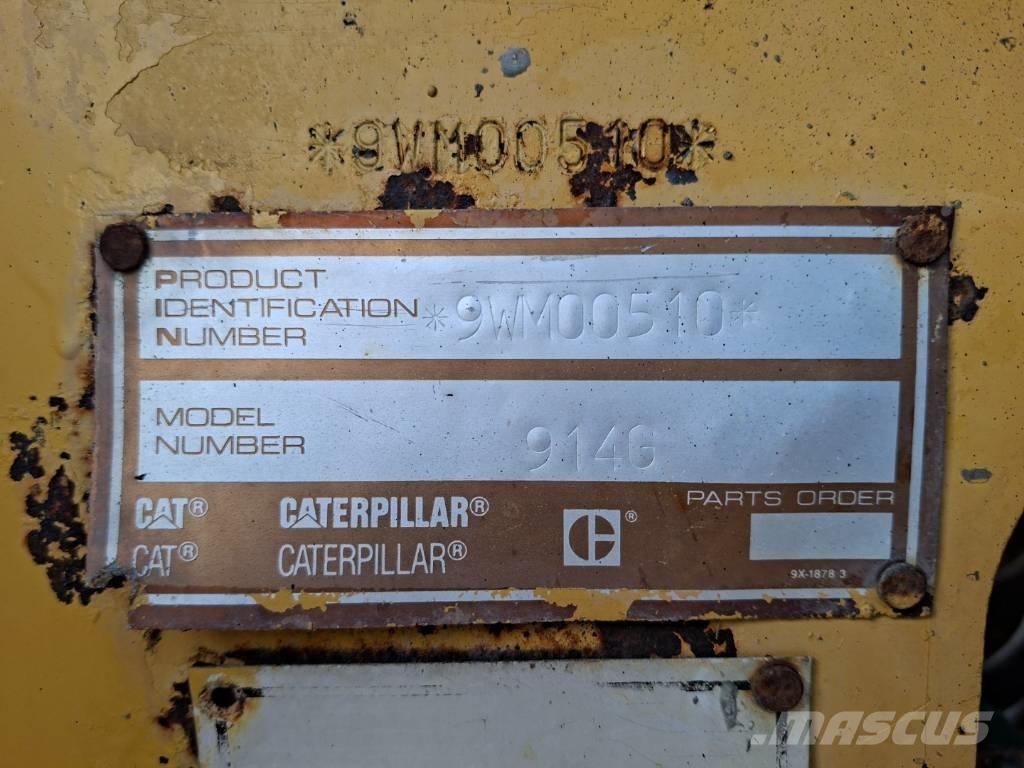 *9WM00510*
PRODUCT
IDENTIFICATION *9WM00510*
NUMBER
MODEL
NUMBER 914G
CAT® CATERPILLAR® ® PARTS ORDER
CAT® CATERPILLAR®
9X-1878 3
MASCUS